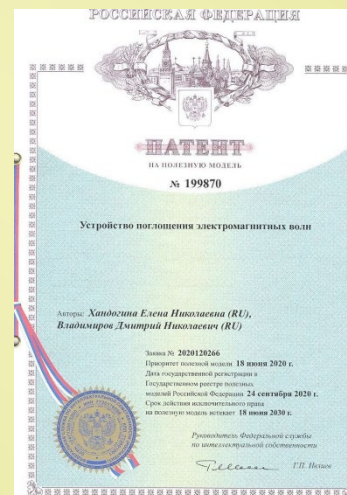 РОССИЙСКАЯ ФЕДЕРАЦИЯ
ПАТЕНТ
НА ПОЛЕЗНУЮ МОДЕЛЬ
№ 199870
Устройство поглощения электромагнитных волн
Авторы: Хандогина Елена Николаевна (RU),
Владимиров Дмитрий Николаевич (RU)
Заявка № 2020120266
Приоритет полезной модели 18 июня 2020 г.
Дата государственной регистрации в
Государственном реестре полезных
моделей Российской Федерации 24 сентября 2020 г.
Срок действия исключительного права
на полезную модель истекает 18 июня 2030 г.
Руководитель Федеральной службы
по интеллектуальной собственности
Г.П. Ивлиев